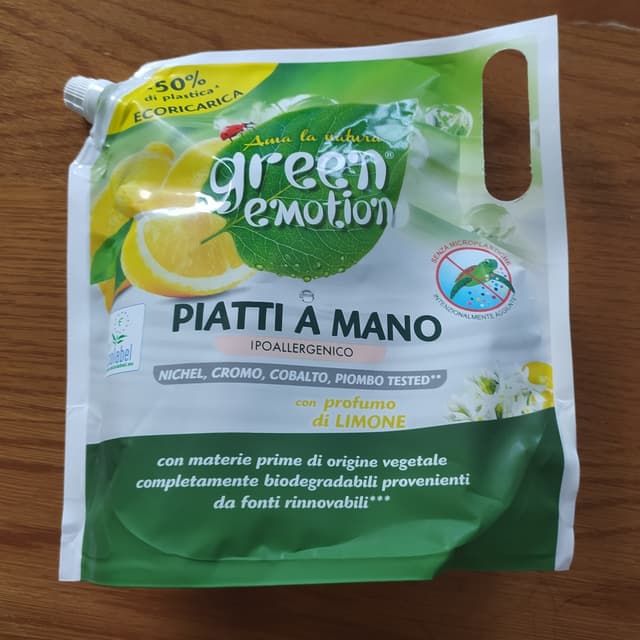 -50%
di plastica*
ECORICARICA
Ama la natura
green
emotion®
SENZA MICROPLASTICHE
INTENZIONALMENTE AGGIUNTE
PIATTI A MANO
IPOALLERGENICO
NICHEL, CROMO, COBALTO, PIOMBO TESTED**
con profumo
di LIMONE
con materie prime di origine vegetale
completamente biodegradabili provenienti
da fonti rinnovabili***